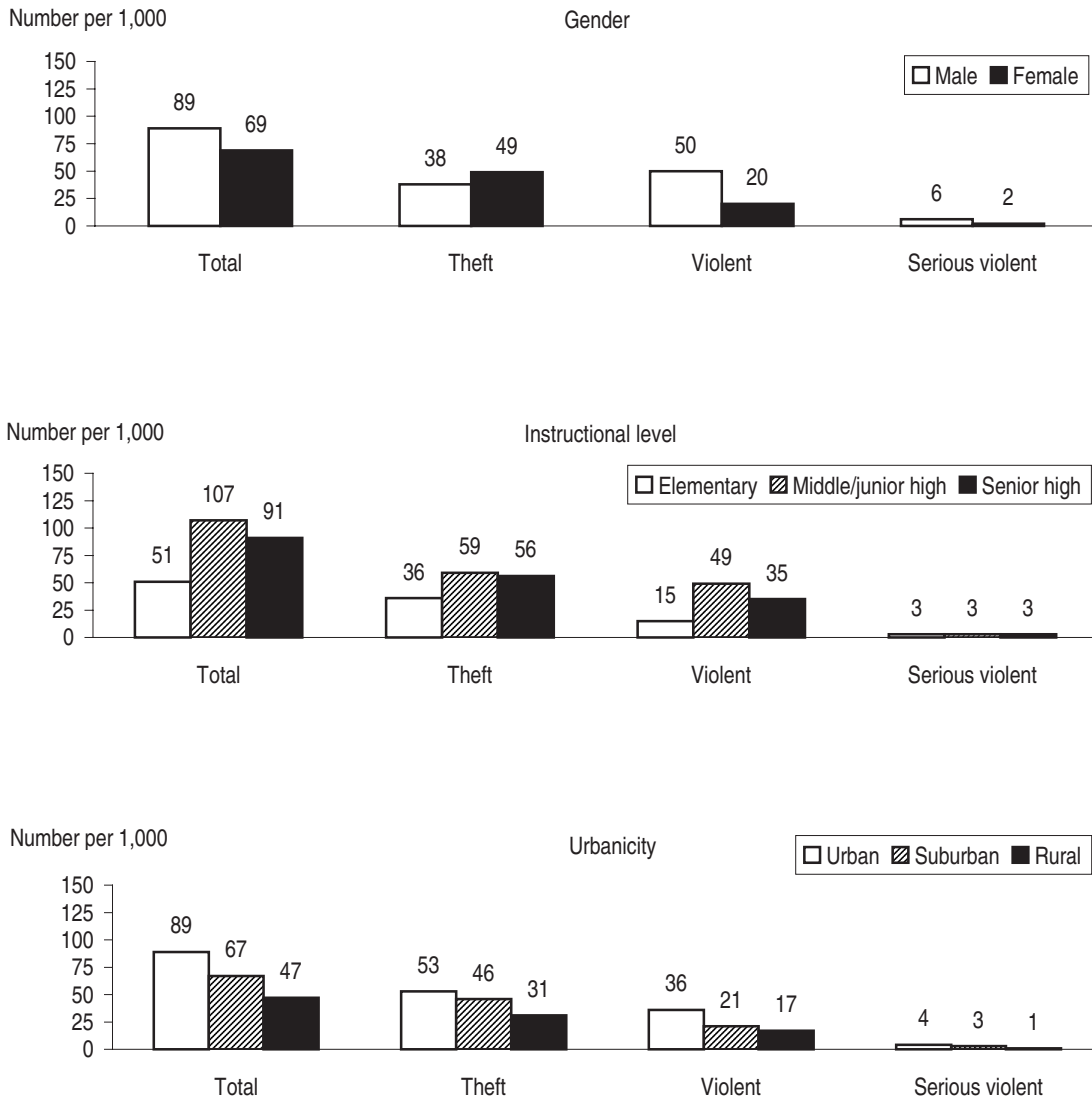 Number per 1,000
Gender
Male Female
150
125
100
75
50
25
0
89 69 38 49 50 20 6 2
Total Theft Violent Serious violent
Number per 1,000
Instructional level
Elementary Middle/junior high Senior high
150
125
100
75
50
25
0
51 107 91 36 59 56 15 49 35 3 3 3
Total Theft Violent Serious violent
Number per 1,000
Urbanicity
Urban Suburban Rural
150
125
100
75
50
25
0
89 67 47 53 46 31 36 21 17 4 3 1
Total Theft Violent Serious violent